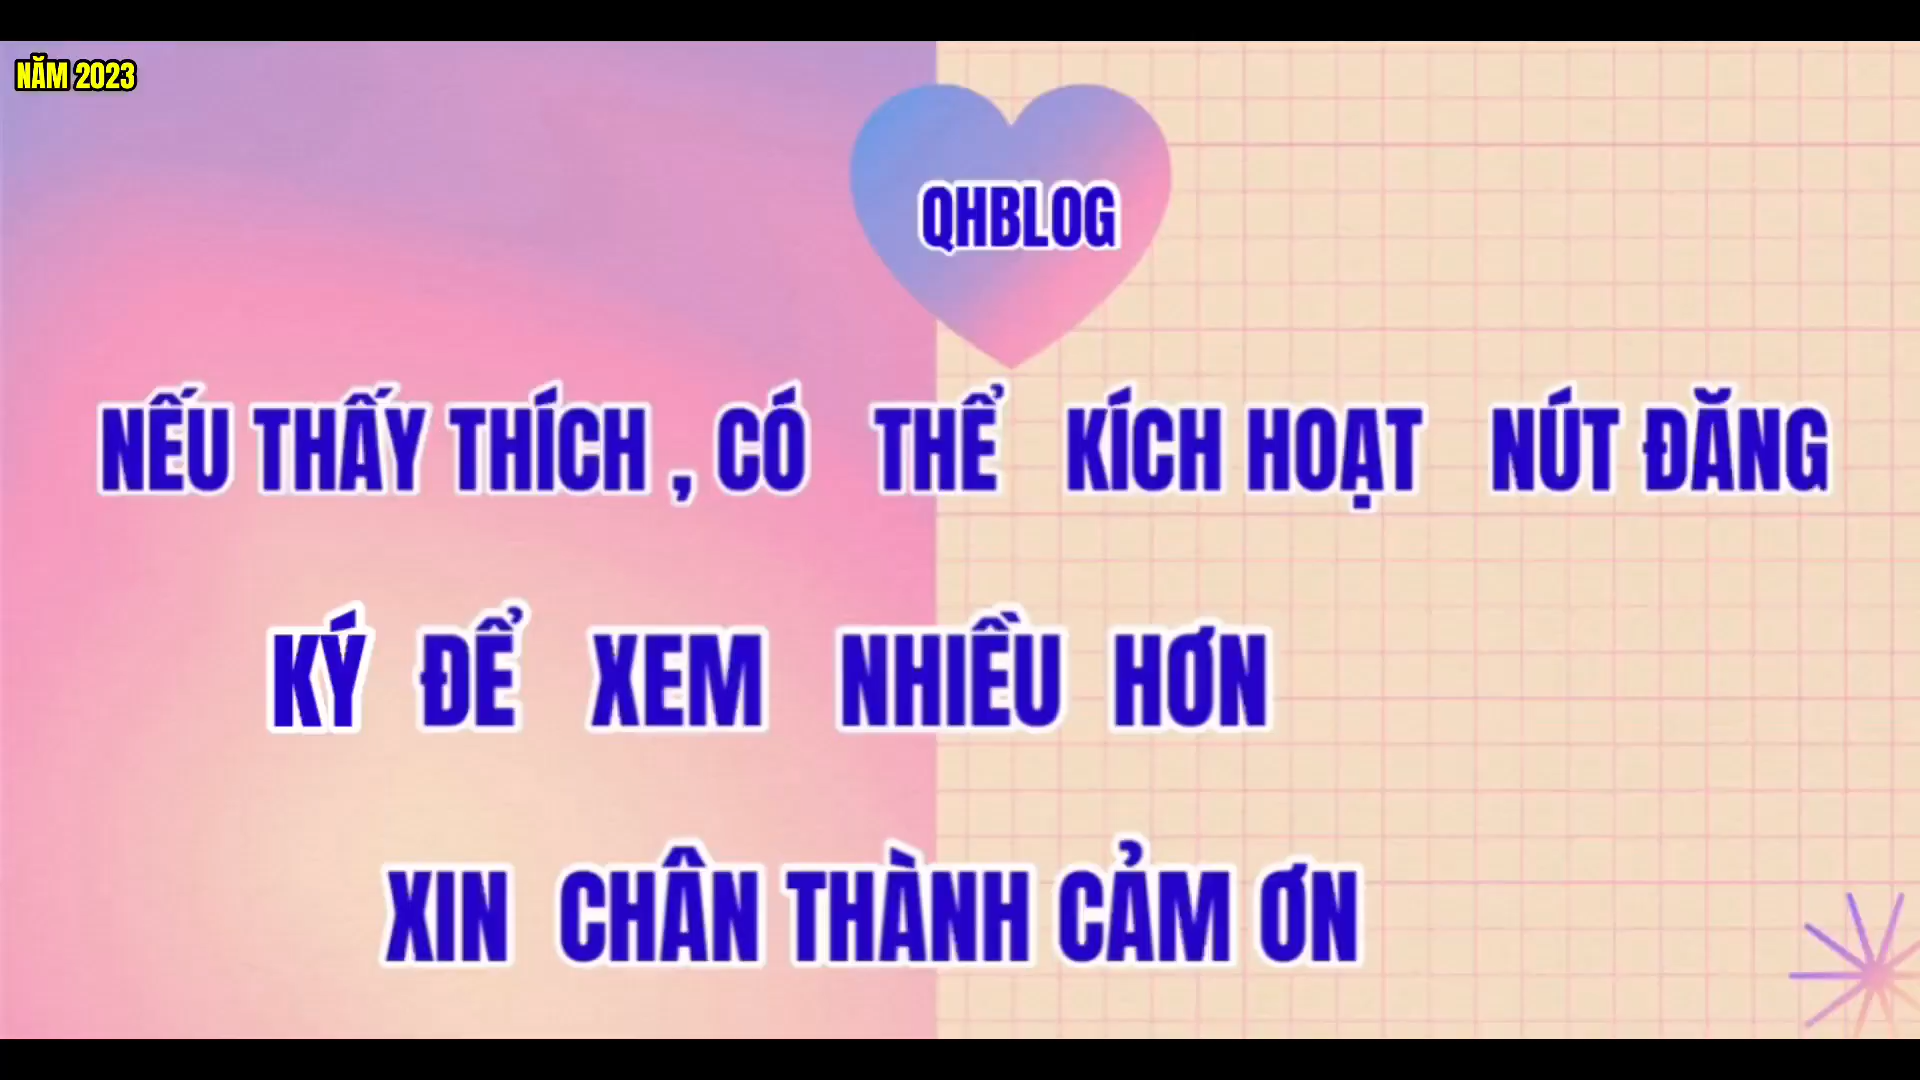 NĂM 2023
QHBLOG
NẾU THẤY THÍCH , CÓ THỂ KÍCH HOẠT NÚT ĐĂNG
KÝ ĐỂ XEM NHIỀU HƠN
XIN CHÂN THÀNH CẢM ƠN